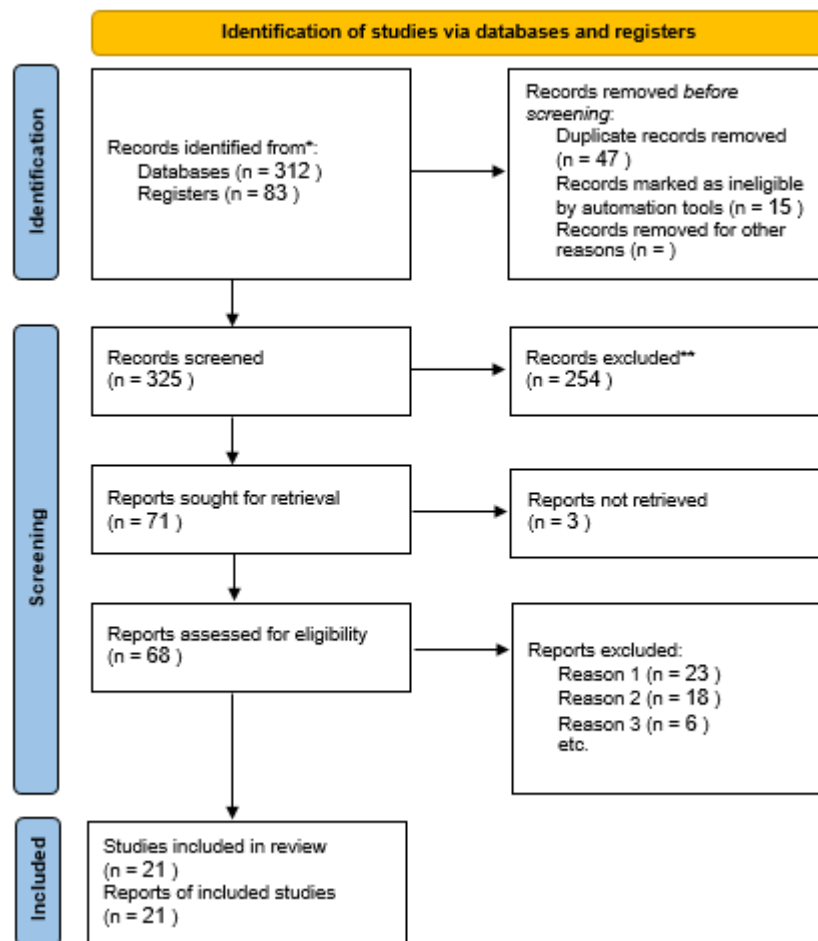 Identification of studies via databases and registers
Identification
Records identified from*:
Databases (n = 312 )
Registers (n = 83 )
Records removed before
screening:
Duplicate records removed
(n = 47 )
Records marked as ineligible
by automation tools (n = 15 )
Records removed for other
reasons (n = )
Screening
Records screened
(n = 325 )
Records excluded**
(n = 254 )
Reports sought for retrieval
(n = 71 )
Reports not retrieved
(n = 3 )
Reports assessed for eligibility
(n = 68 )
Reports excluded:
Reason 1 (n = 23 )
Reason 2 (n = 18 )
Reason 3 (n = 6 )
etc.
Included
Studies included in review
(n = 21 )
Reports of included studies
(n = 21 )